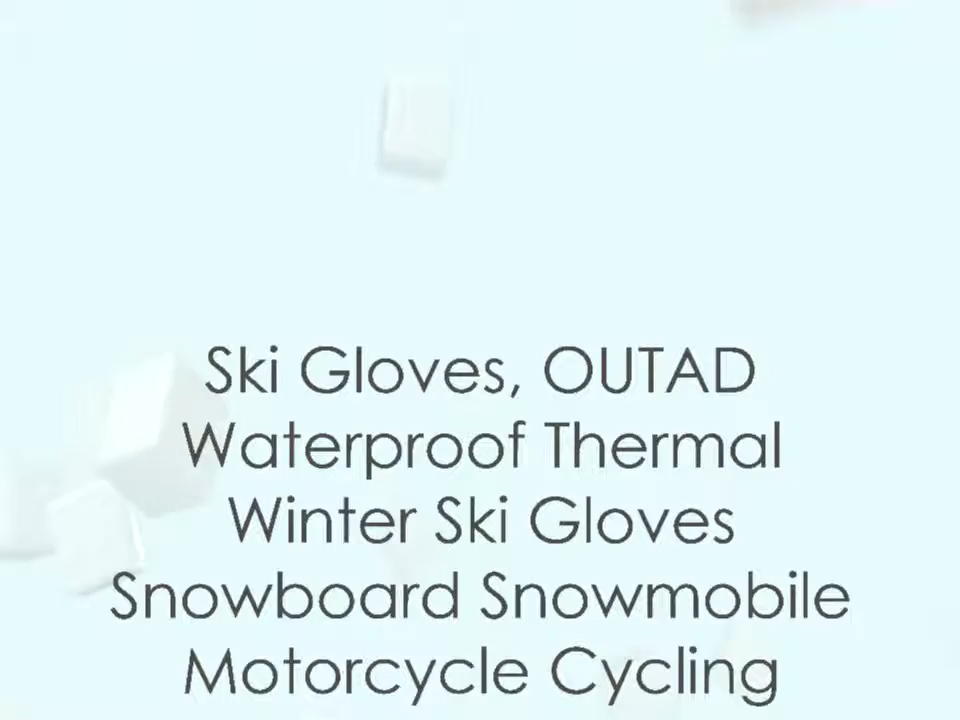 Ski Gloves, OUTAD
Waterproof Thermal
Winter Ski Gloves
Snowboard Snowmobile
Motorcycle Cycling